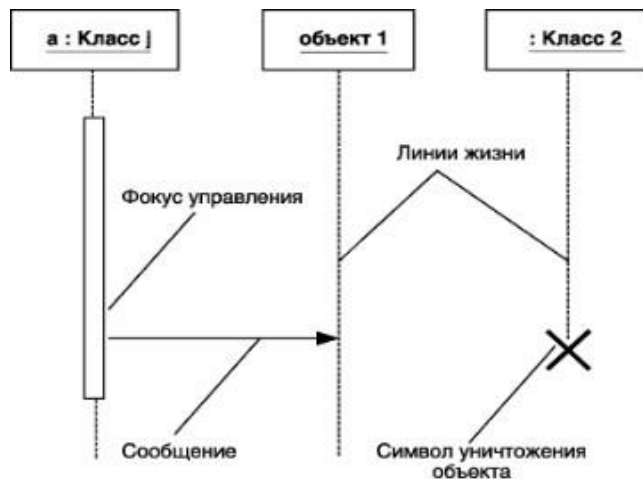 а : Класс j
объект 1
: Класс 2
Линии жизни
Фокус управления
Сообщение
Символ уничтожения
объекта